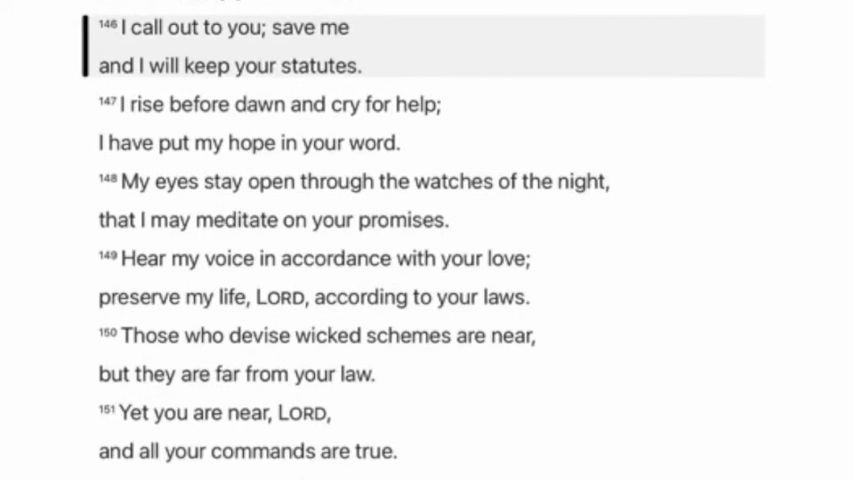 146 I call out to you; save me
and I will keep your statutes.
147 I rise before dawn and cry for help;
I have put my hope in your word.
148 My eyes stay open through the watches of the night,
that I may meditate on your promises.
149 Hear my voice in accordance with your love;
preserve my life, LORD, according to your laws.
150 Those who devise wicked schemes are near,
but they are far from your law.
151 Yet you are near, LORD,
and all your commands are true.